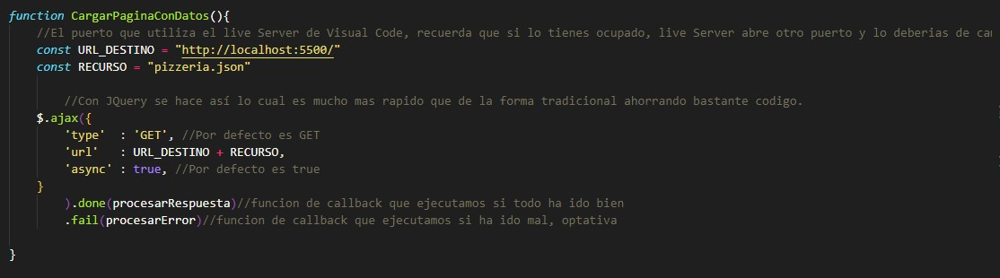 function CargarPaginaConDatos(){
//El puerto que utiliza el live Server de Visual Code, recuerda que si lo tienes ocupado, live Server abre otro puerto y lo deberias de
const URL_DESTINO = "http://localhost:5500/"
const RECURSO = "pizzeria.json"
//Con JQuery se hace así lo cual es mucho mas rapido que de la forma tradicional ahorrando bastante codigo.
$.ajax({
'type' : 'GET', //Por defecto es GET
'url' : URL_DESTINO + RECURSO,
'async' : true, //Por defecto es true
}
).done(procesarRespuesta)//funcion de callback que ejecutamos si todo ha ido bien
.fail(procesarError)//funcion de callback que ejecutamos si ha ido mal, optativa
}